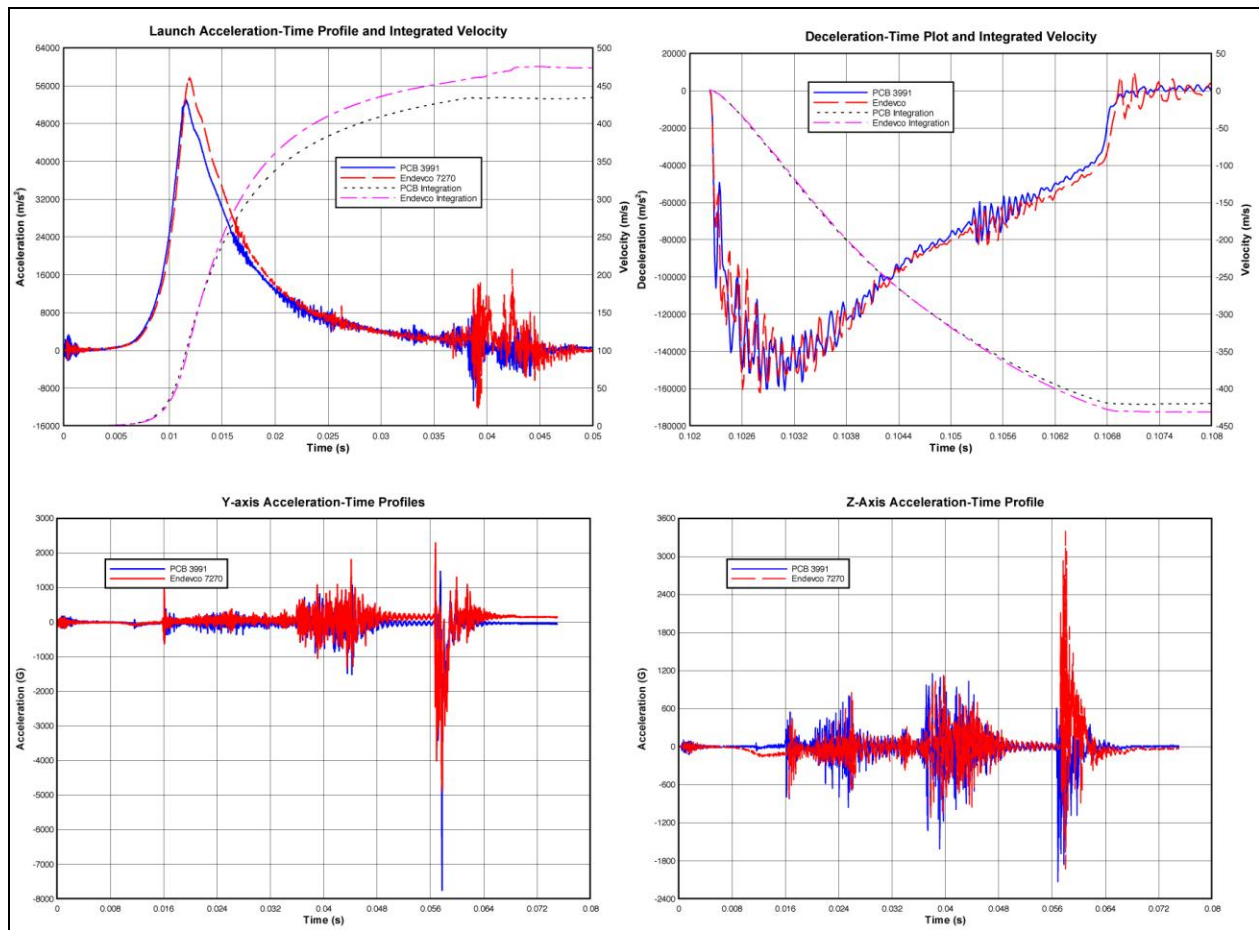 Launch Acceleration-Time Profile and Integrated Velocity
64000
56000
48000
40000
32000
24000
16000
8000
0
-8000
-16000
Acceleration (m/s²)
500
450
400
350
300
250
200
150
100
50
0
Velocity (m/s)
PCB 3991
Endevco 7270
PCB Integration
Endevco Integration
0 0.005 0.01 0.015 0.02 0.025 0.03 0.035 0.04 0.045 0.05
Time (s)
Deceleration-Time Plot and Integrated Velocity
20000
0
-20000
-40000
-60000
-80000
-100000
-120000
-140000
-160000
-180000
Deceleration (m/s²)
50
0
-50
-100
-150
-200
-250
-300
-350
-400
-450
Velocity (m/s)
PCB 3991
Endevco
PCB Integration
Endevco Integration
0.102 0.1026 0.1032 0.1038 0.1044 0.105 0.1056 0.1062 0.1068 0.1074 0.108
Time (s)
Y-axis Acceleration-Time Profiles
3000
2000
1000
0
-1000
-2000
-3000
-4000
-5000
-6000
-7000
-8000
Acceleration (G)
PCB 3991
Endevco 7270
0 0.008 0.016 0.024 0.032 0.04 0.048 0.056 0.064 0.072 0.08
Time (s)
Z-Axis Acceleration-Time Profile
3600
3000
2400
1800
1200
600
0
-600
-1200
-1800
-2400
Acceleration (G)
PCB 3991
Endevco 7270
0 0.008 0.016 0.024 0.032 0.04 0.048 0.056 0.064 0.072 0.08
Time (s)